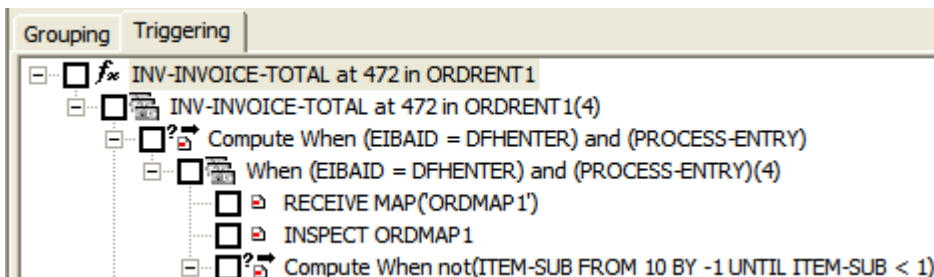 Grouping Triggering
fx INV-INVOICE-TOTAL at 472 in ORDRENT1
INV-INVOICE-TOTAL at 472 in ORDRENT1(4)
? Compute When (EIBAID = DFHENTER) and (PROCESS-ENTRY)
When (EIBAID = DFHENTER) and (PROCESS-ENTRY)(4)
RECEIVE MAP('ORDMAP1')
INSPECT ORDMAP1
? Compute When not(ITEM-SUB FROM 10 BY -1 UNTIL ITEM-SUB < 1)